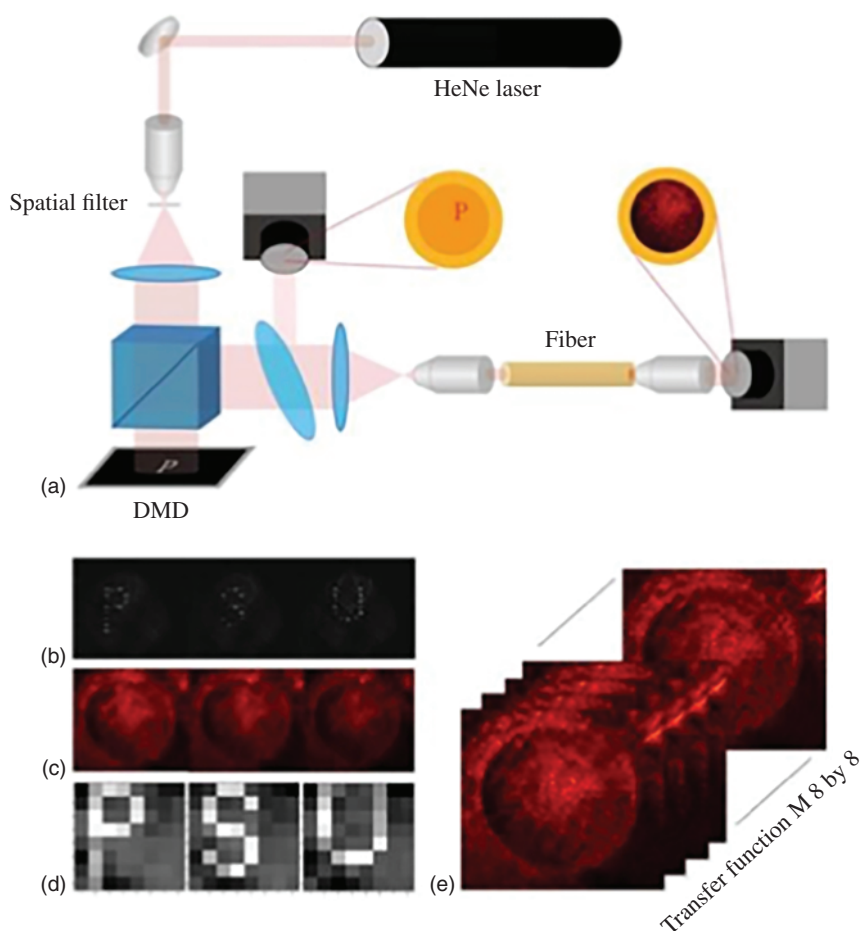 HeNe laser
Spatial filter
P
Fiber
P
(a)
DMD
(b)
(c)
(d)
P S U
(e)
Transfer function M 8 by 8